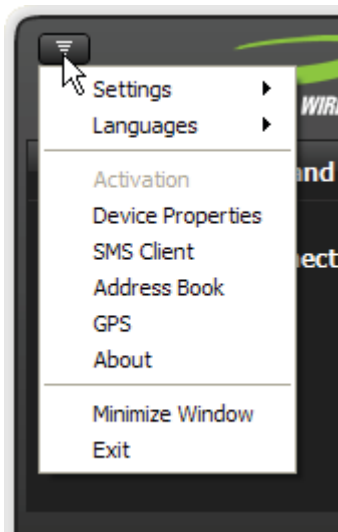 Settings
Languages
Activation
Device Properties
SMS Client
Address Book
GPS
About
Minimize Window
Exit